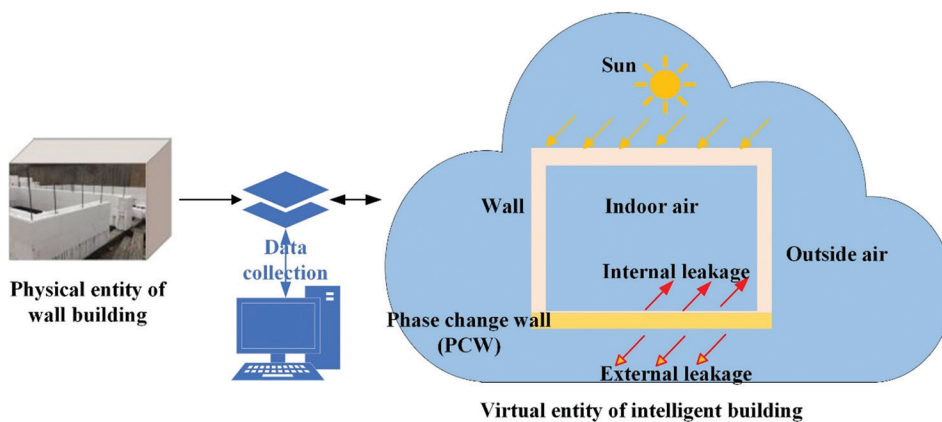 Sun
Wall
Indoor air
Outside air
Data
collection
Internal leakage
Physical entity of
wall building
Phase change wall
(PCW)
External leakage
Virtual entity of intelligent building